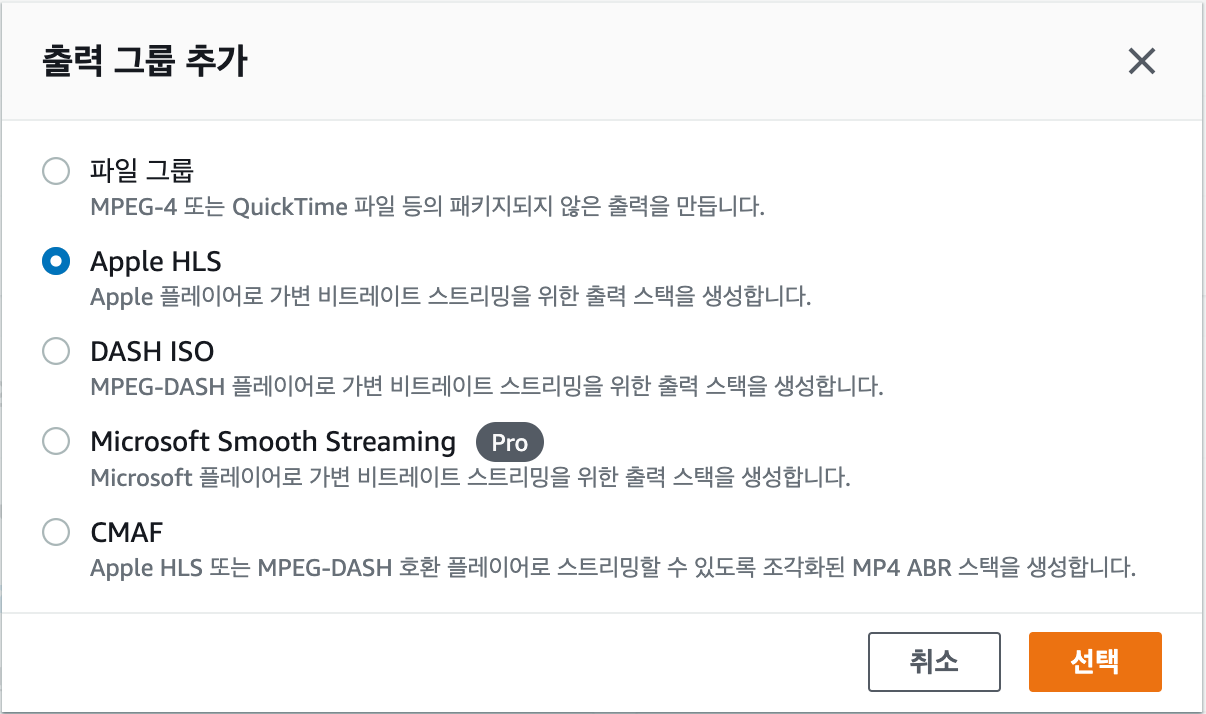 출력 그룹 추가
파일 그룹
MPEG-4 또는 QuickTime 파일 등의 패키지되지 않은 출력을 만듭니다.
Apple HLS
Apple 플레이어로 가변 비트레이트 스트리밍을 위한 출력 스택을 생성합니다.
DASH ISO
MPEG-DASH 플레이어로 가변 비트레이트 스트리밍을 위한 출력 스택을 생성합니다.
Microsoft Smooth Streaming Pro
Microsoft 플레이어로 가변 비트레이트 스트리밍을 위한 출력 스택을 생성합니다.
CMAF
Apple HLS 또는 MPEG-DASH 호환 플레이어로 스트리밍할 수 있도록 조각화된 MP4 ABR 스택을 생성합니다.
취소 선택